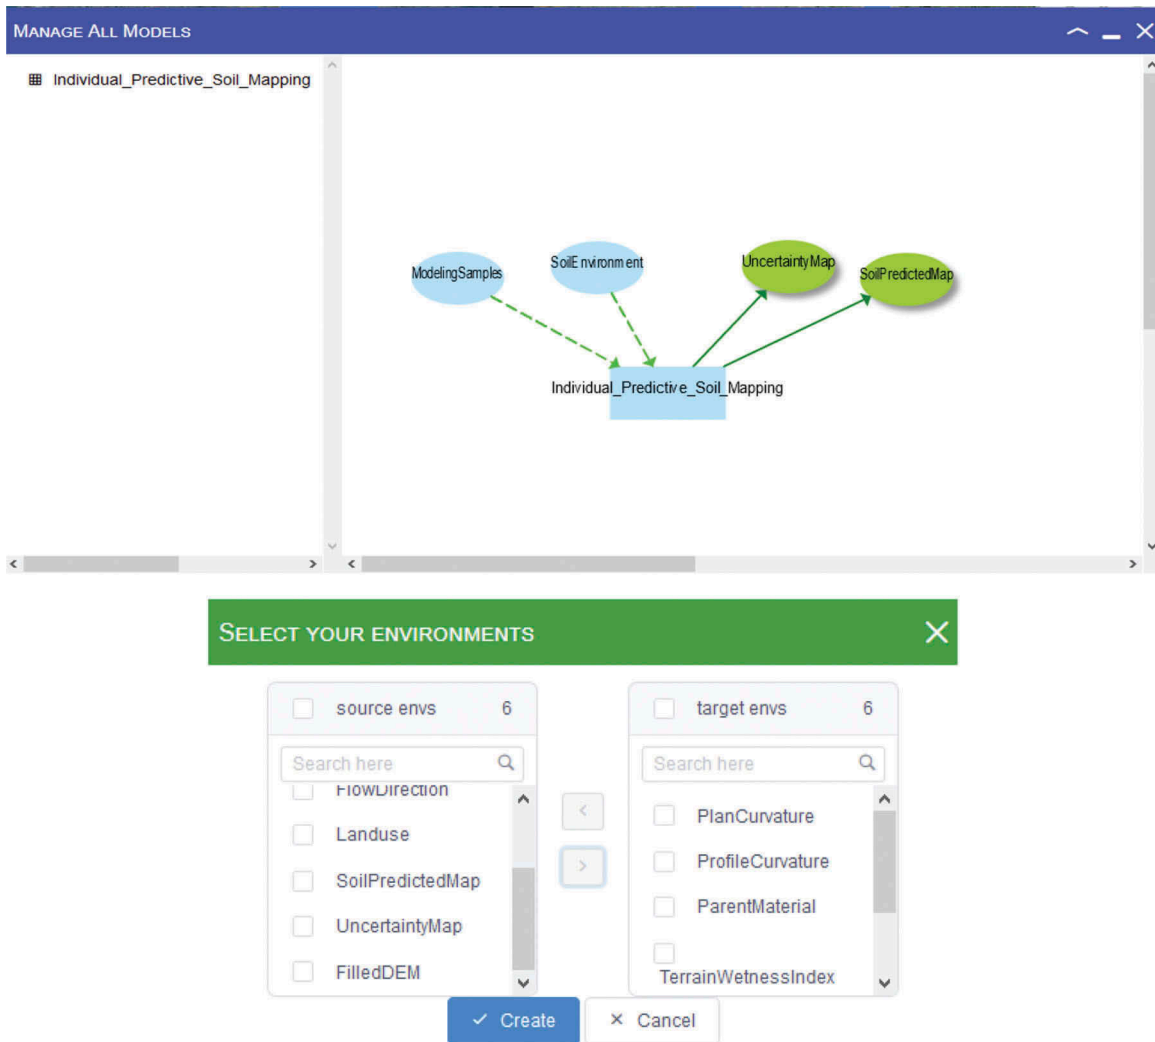 MANAGE ALL MODELS
Individual_Predictive_Soil_Mapping
ModelingSamples
SoilEnvironment
UncertaintyMap
SoilPredictedMap
Individual_Predictive_Soil_Mapping
SELECT YOUR ENVIRONMENTS
source envs 6
target envs 6
Search here
Search here
FlowDirection
Landuse
SoilPredictedMap
UncertaintyMap
FilledDEM
PlanCurvature
ProfileCurvature
ParentMaterial
TerrainWetnessIndex
Create
Cancel